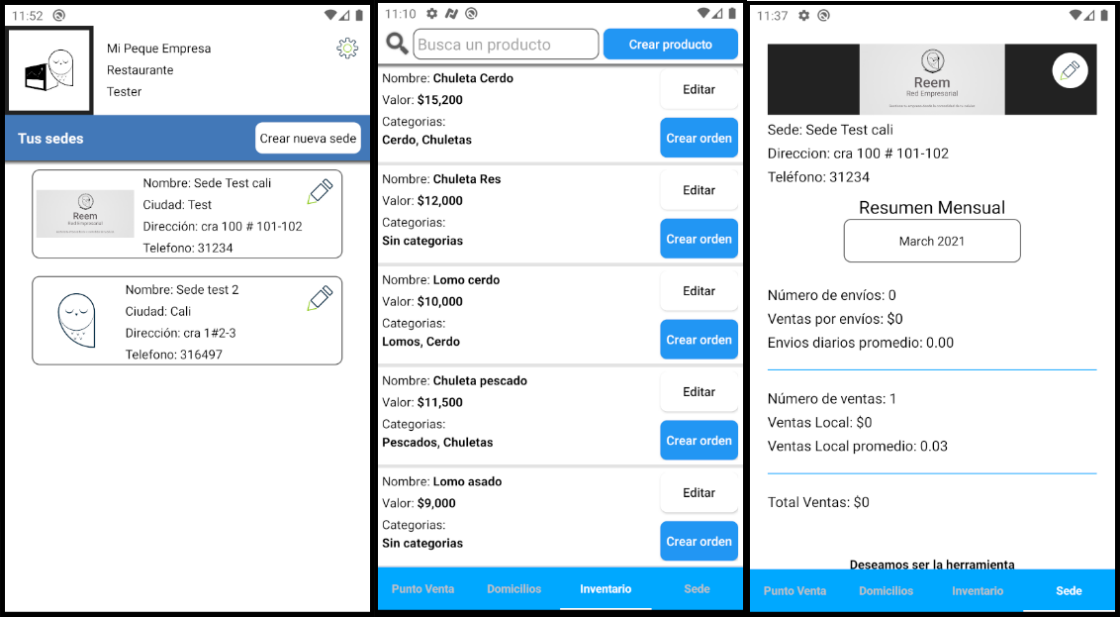 11:52
Mi Peque Empresa
Restaurante
Tester
Tus sedes
Crear nueva sede
Reem
Red Empresarial
Nombre: Sede Test cali
Ciudad: Test
Dirección: cra 100 # 101-102
Telefono: 31234
Nombre: Sede test 2
Ciudad: Cali
Dirección: cra 1#2-3
Telefono: 316497
11:10
Busca un producto
Crear producto
Nombre: Chuleta Cerdo
Valor: $15,200
Categorias:
Cerdo, Chuletas
Editar
Crear orden
Nombre: Chuleta Res
Valor: $12,000
Categorias:
Sin categorias
Editar
Crear orden
Nombre: Lomo cerdo
Valor: $10,000
Categorias:
Lomos, Cerdo
Editar
Crear orden
Nombre: Chuleta pescado
Valor: $11,500
Categorias:
Pescados, Chuletas
Editar
Crear orden
Nombre: Lomo asado
Valor: $9,000
Categorias:
Sin categorias
Editar
Crear orden
Punto Venta
Domicilios
Inventario
Sede
11:37
Reem
Red Empresarial
Sede: Sede Test cali
Direccion: cra 100 # 101-102
Teléfono: 31234
Resumen Mensual
March 2021
Número de envíos: 0
Ventas por envíos: $0
Envios diarios promedio: 0.00
Número de ventas: 1
Ventas Local: $0
Ventas Local promedio: 0.03
Total Ventas: $0
Deseamos ser la herramienta
Punto Venta
Domicilios
Inventario
Sede